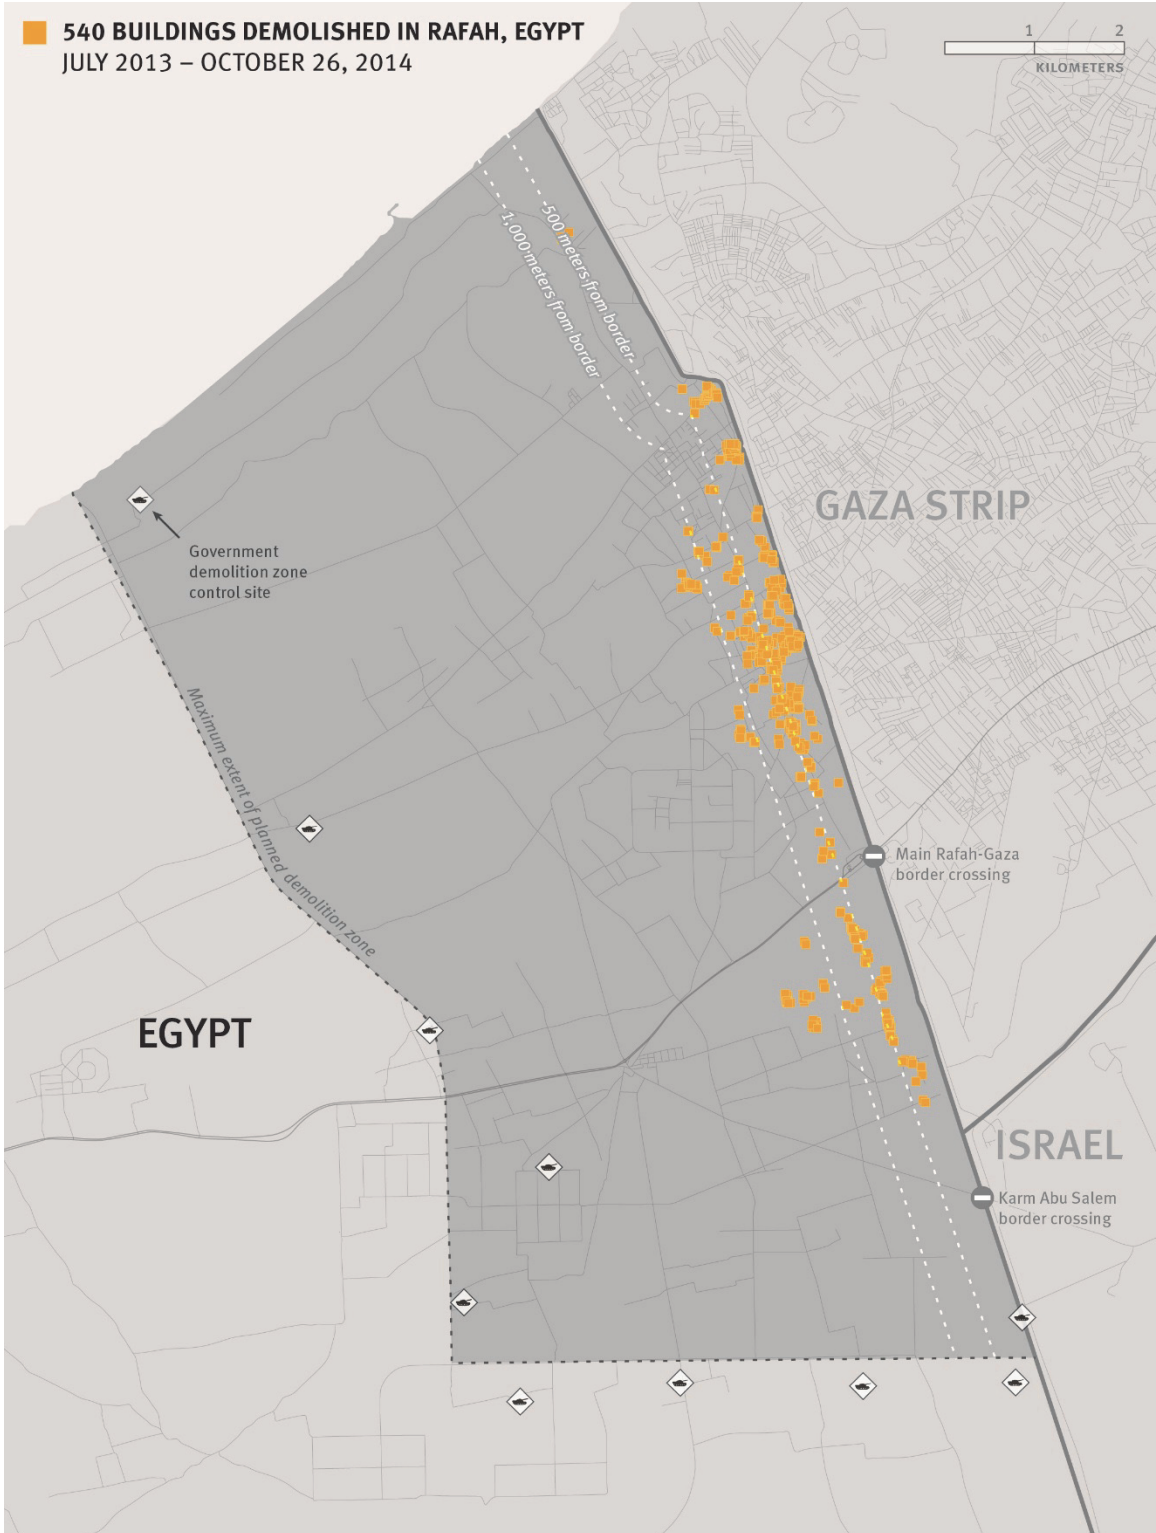 540 BUILDINGS DEMOLISHED IN RAFAH, EGYPT
JULY 2013 – OCTOBER 26, 2014
1 2
KILOMETERS
500 meters from border
1,000 meters from border
GAZA STRIP
Government
demolition zone
control site
Maximum extent of planned demolition zone
Main Rafah-Gaza
border crossing
EGYPT
ISRAEL
Karm Abu Salem
border crossing